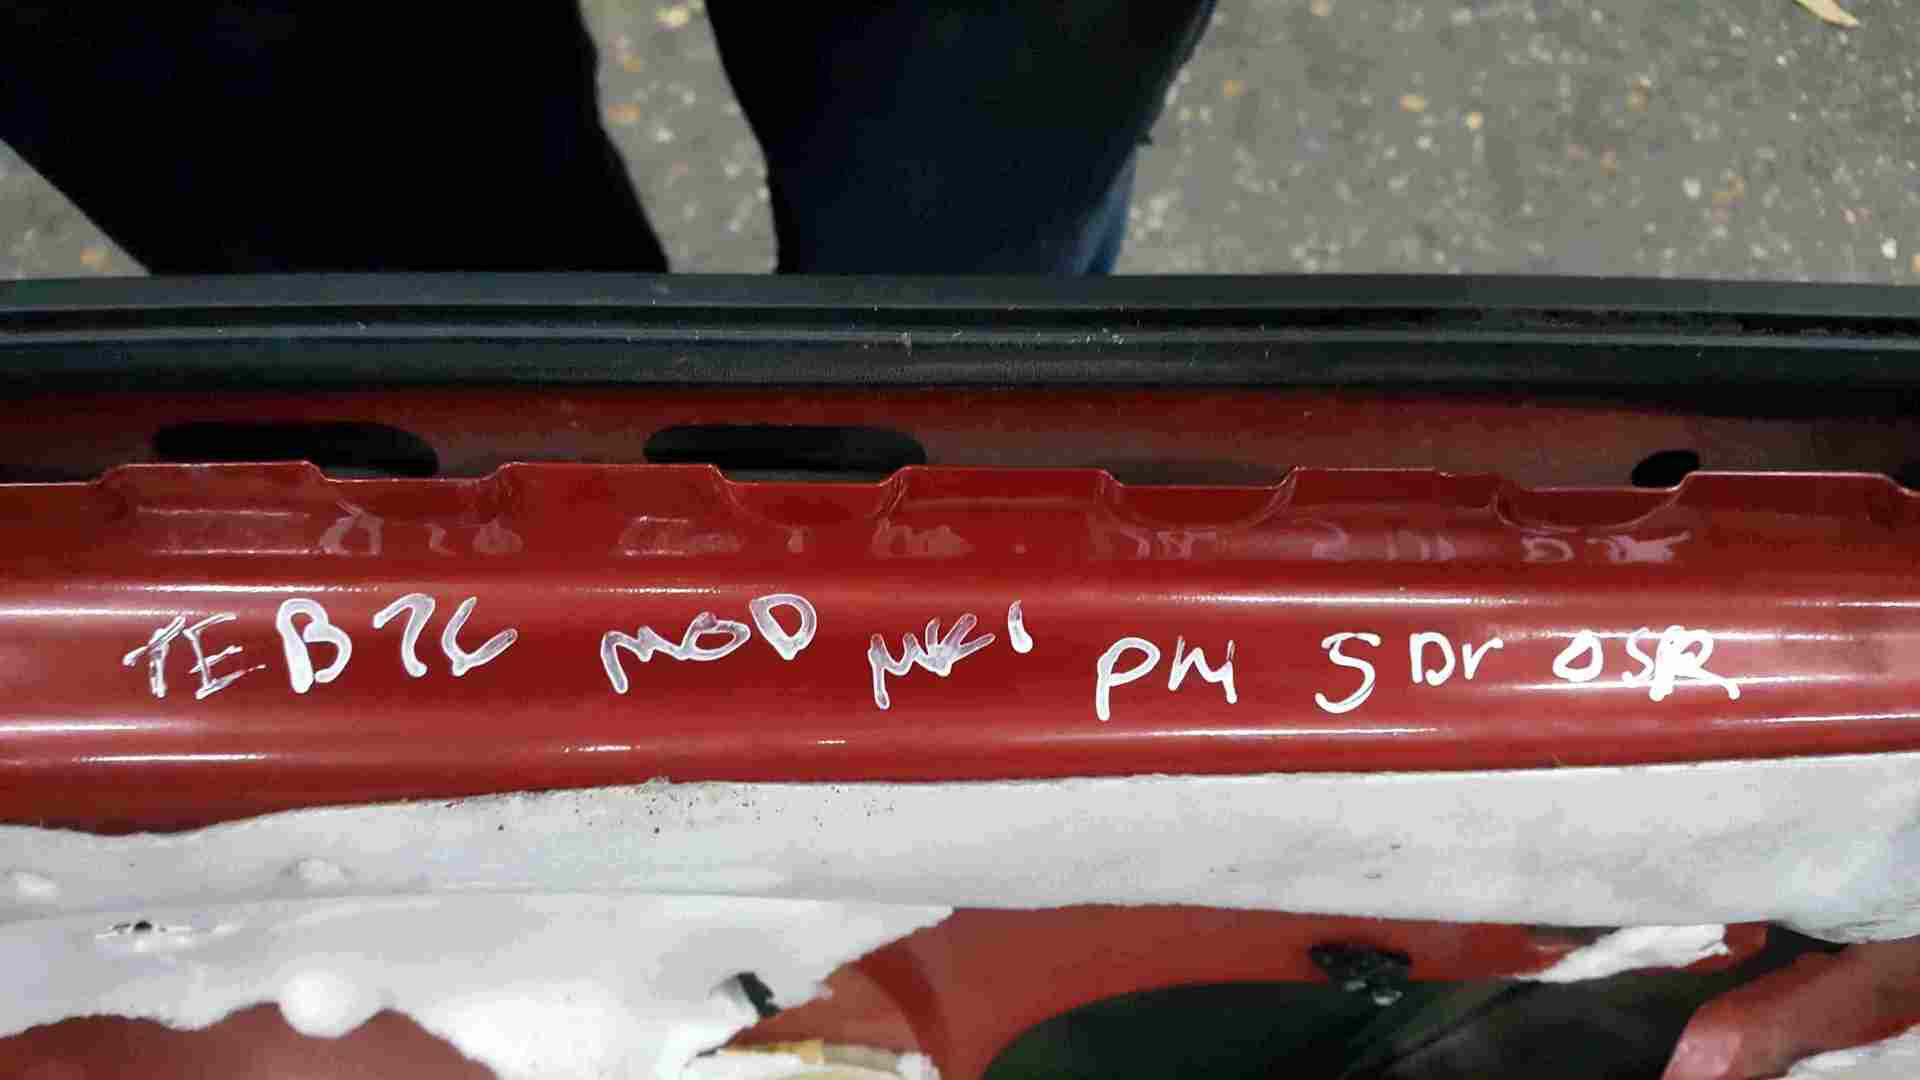 TEB76 MOD MK1 PM 5Dr OSR